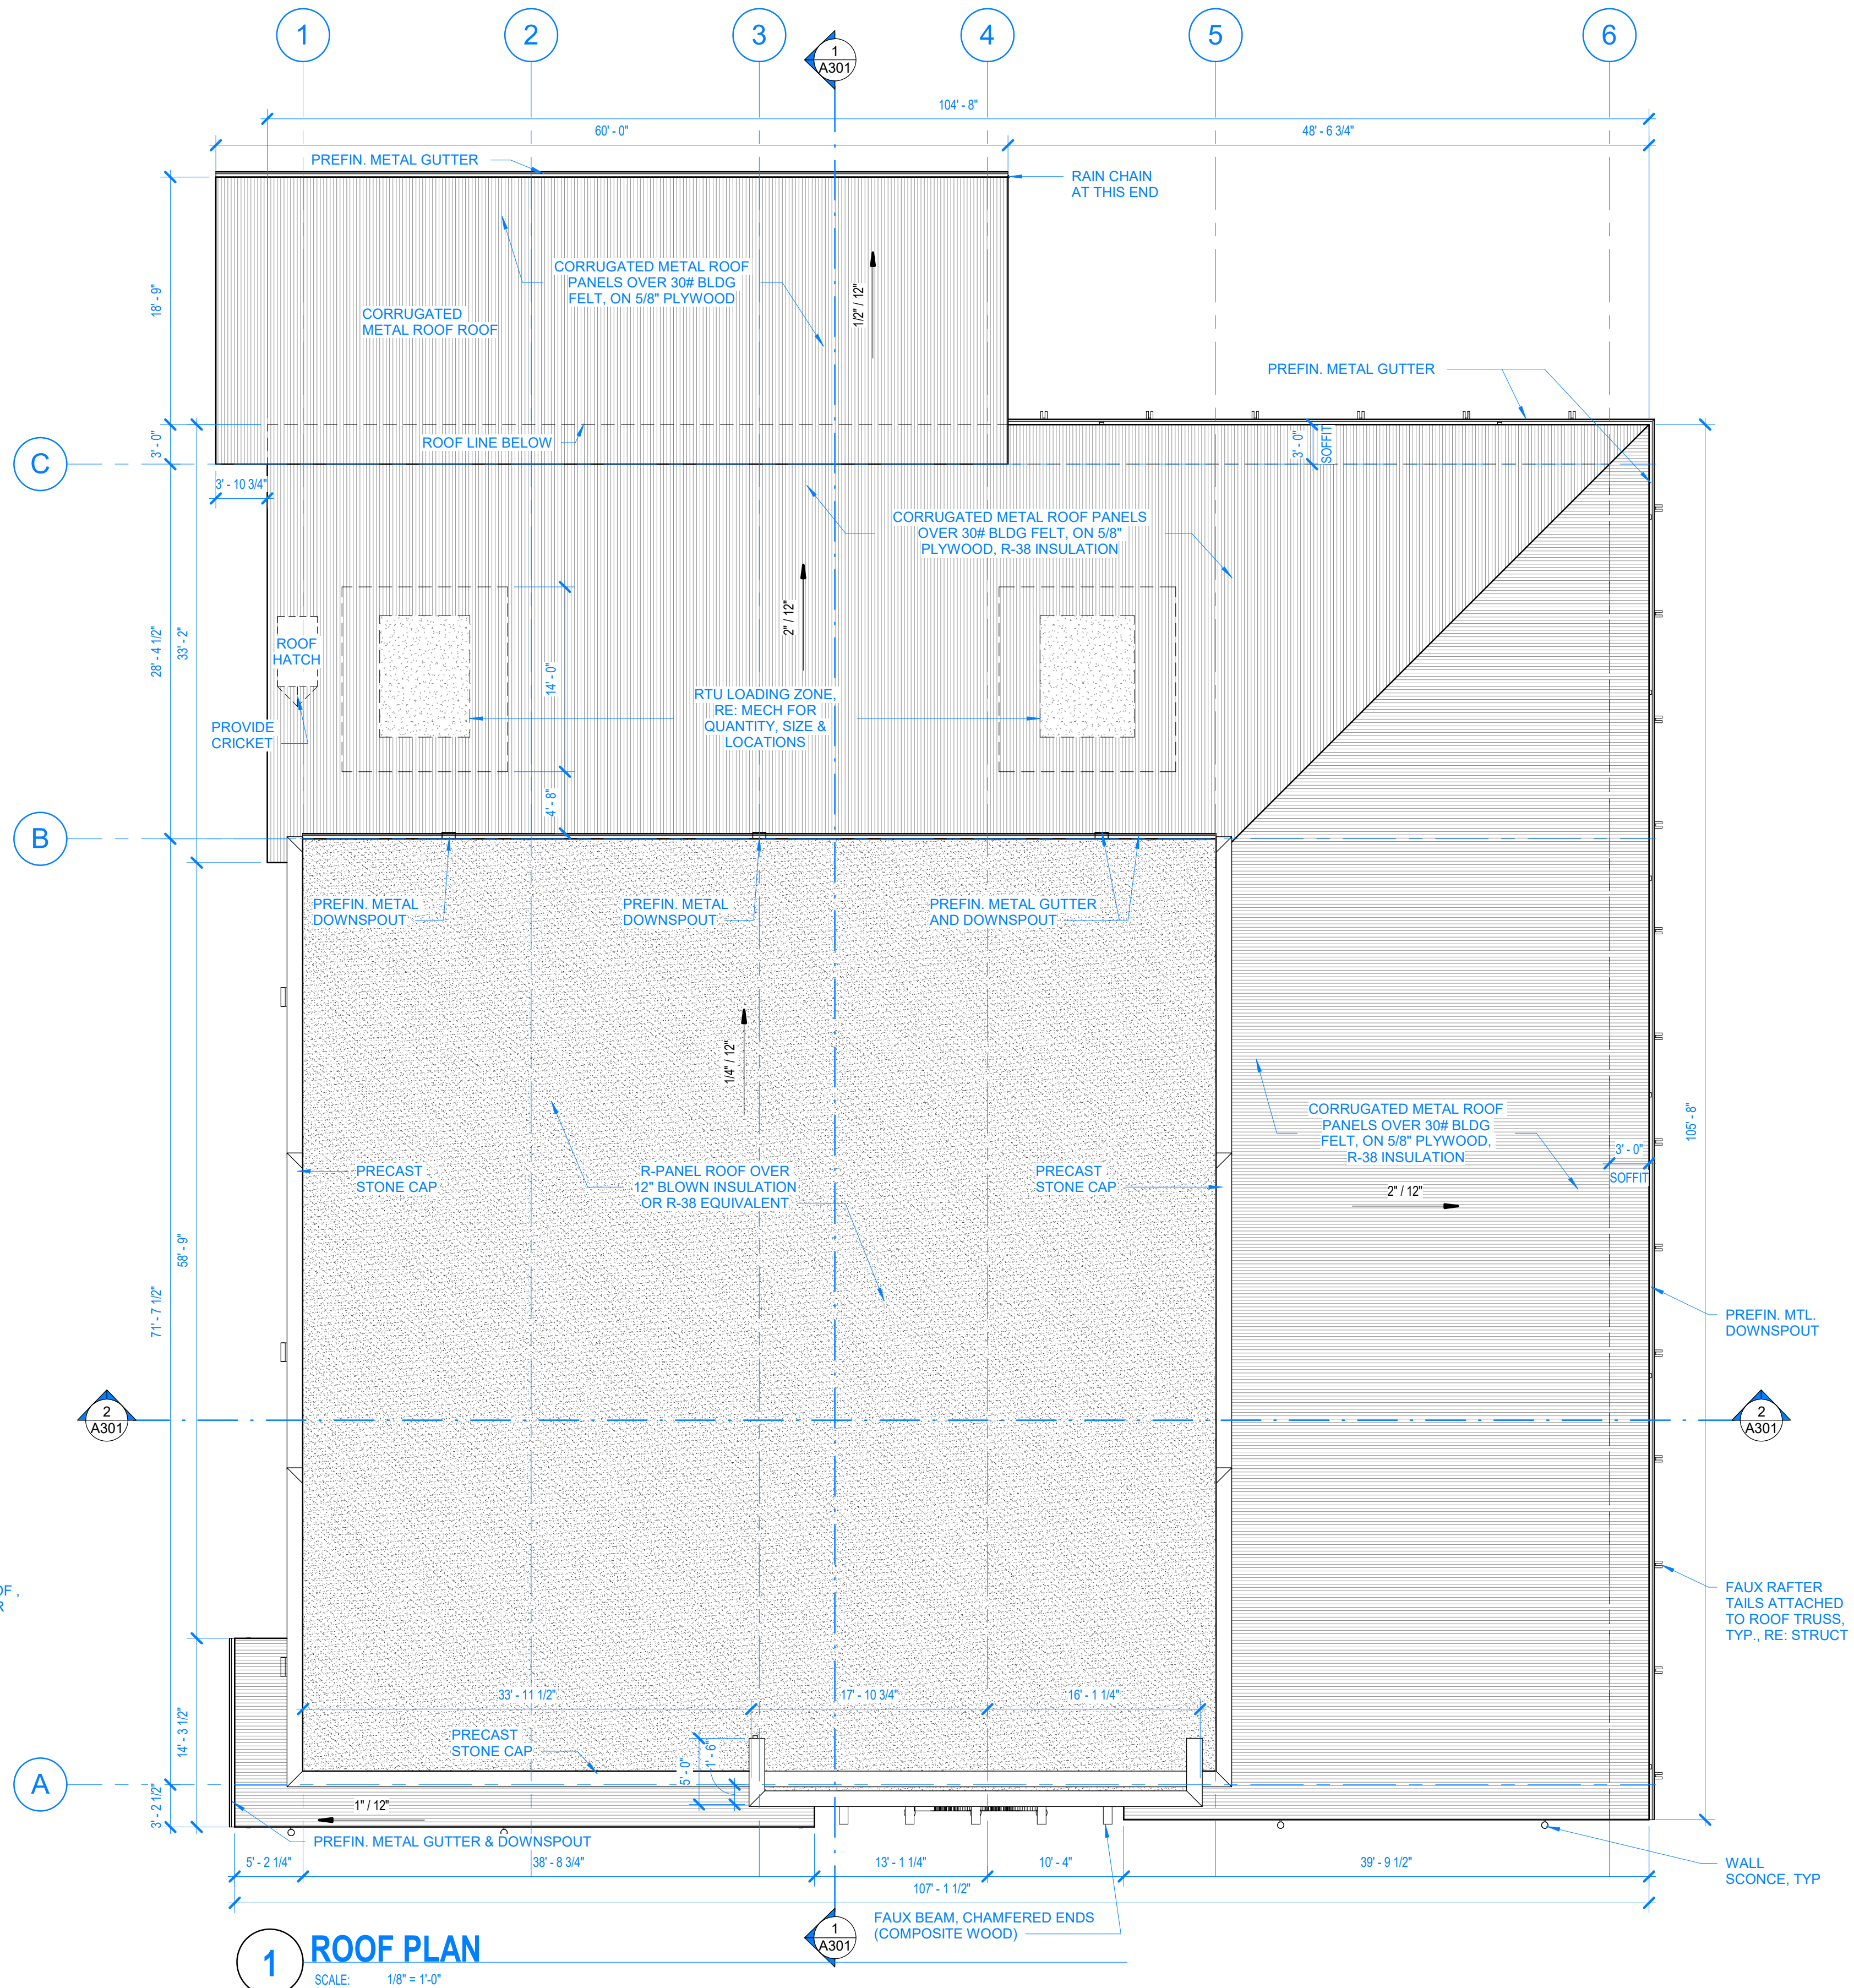 1
2
3
4
5
6
1
A301
104' - 8"
60' - 0"
48' - 6 3/4"
PREFIN. METAL GUTTER
RAIN CHAIN
AT THIS END
CORRUGATED METAL ROOF
PANELS OVER 30# BLDG
FELT, ON 5/8" PLYWOOD
1/2" / 12"
18' - 9"
CORRUGATED
METAL ROOF ROOF
PREFIN. METAL GUTTER
3' - 0"
ROOF LINE BELOW
3' - 0"
SOFFIT
C
3' - 10 3/4"
CORRUGATED METAL ROOF PANELS
OVER 30# BLDG FELT, ON 5/8"
PLYWOOD, R-38 INSULATION
2" / 12"
28' - 4 1/2"
33' - 2"
ROOF
HATCH
14' - 0"
RTU LOADING ZONE,
RE: MECH FOR
QUANTITY, SIZE &
LOCATIONS
PROVIDE
CRICKET
4' - 8"
B
PREFIN. METAL
DOWNSPOUT
PREFIN. METAL
DOWNSPOUT
PREFIN. METAL GUTTER
AND DOWNSPOUT
1/4" / 12"
CORRUGATED METAL ROOF
PANELS OVER 30# BLDG
FELT, ON 5/8" PLYWOOD,
R-38 INSULATION
105' - 8"
3' - 0"
SOFFIT
PRECAST
STONE CAP
R-PANEL ROOF OVER
12" BLOWN INSULATION
OR R-38 EQUIVALENT
PRECAST
STONE CAP
2" / 12"
58' - 9"
71' - 7 1/2"
PREFIN. MTL.
DOWNSPOUT
2
A301
2
A301
OF ,
R
FAUX RAFTER
TAILS ATTACHED
TO ROOF TRUSS,
TYP., RE: STRUCT
33' - 11 1/2"
17' - 10 3/4"
16' - 1 1/4"
14' - 3 1/2"
PRECAST
STONE CAP
5' - 0"
1' - 6"
A
3' - 2 1/2"
1" / 12"
PREFIN. METAL GUTTER & DOWNSPOUT
5' - 2 1/4"
38' - 8 3/4"
13' - 1 1/4"
10' - 4"
39' - 9 1/2"
WALL
SCONCE, TYP
107' - 1 1/2"
FAUX BEAM, CHAMFERED ENDS
(COMPOSITE WOOD)
1
A301
1
ROOF PLAN
SCALE: 1/8" = 1'-0"